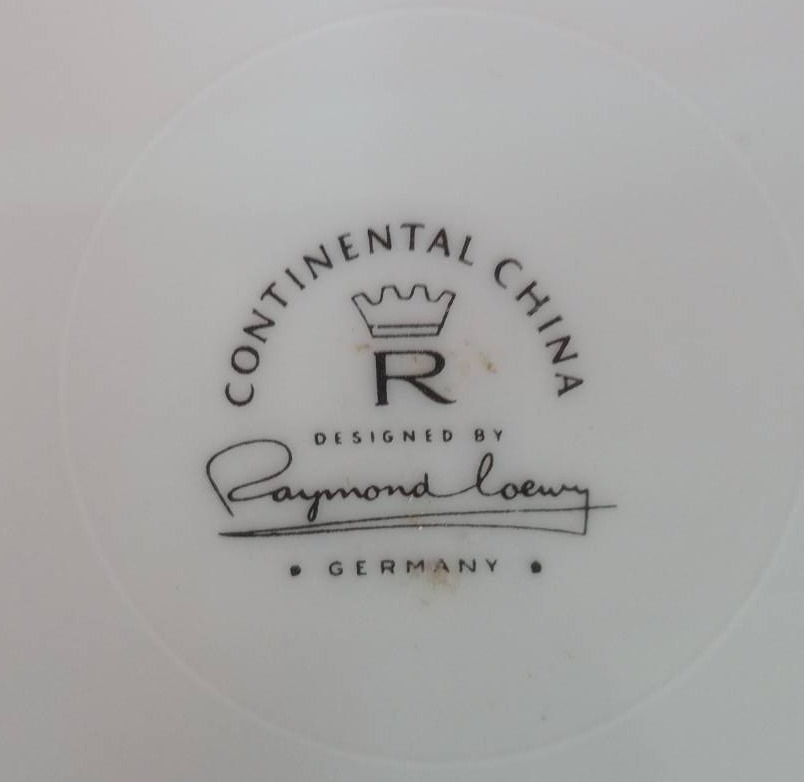 CONTINENTAL CHINA
R
DESIGNED BY
Raymond Loewy
• GERMANY •